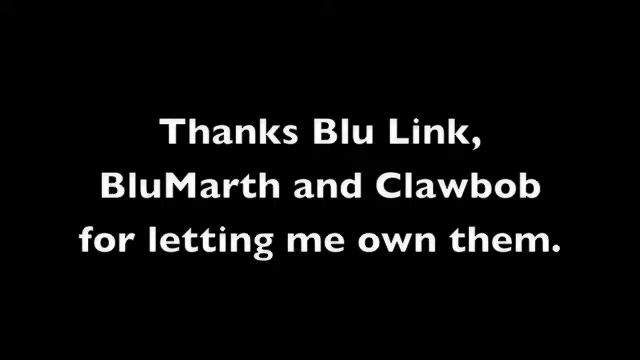 Thanks Blu Link,
BluMarth and Clawbob
for letting me own them.